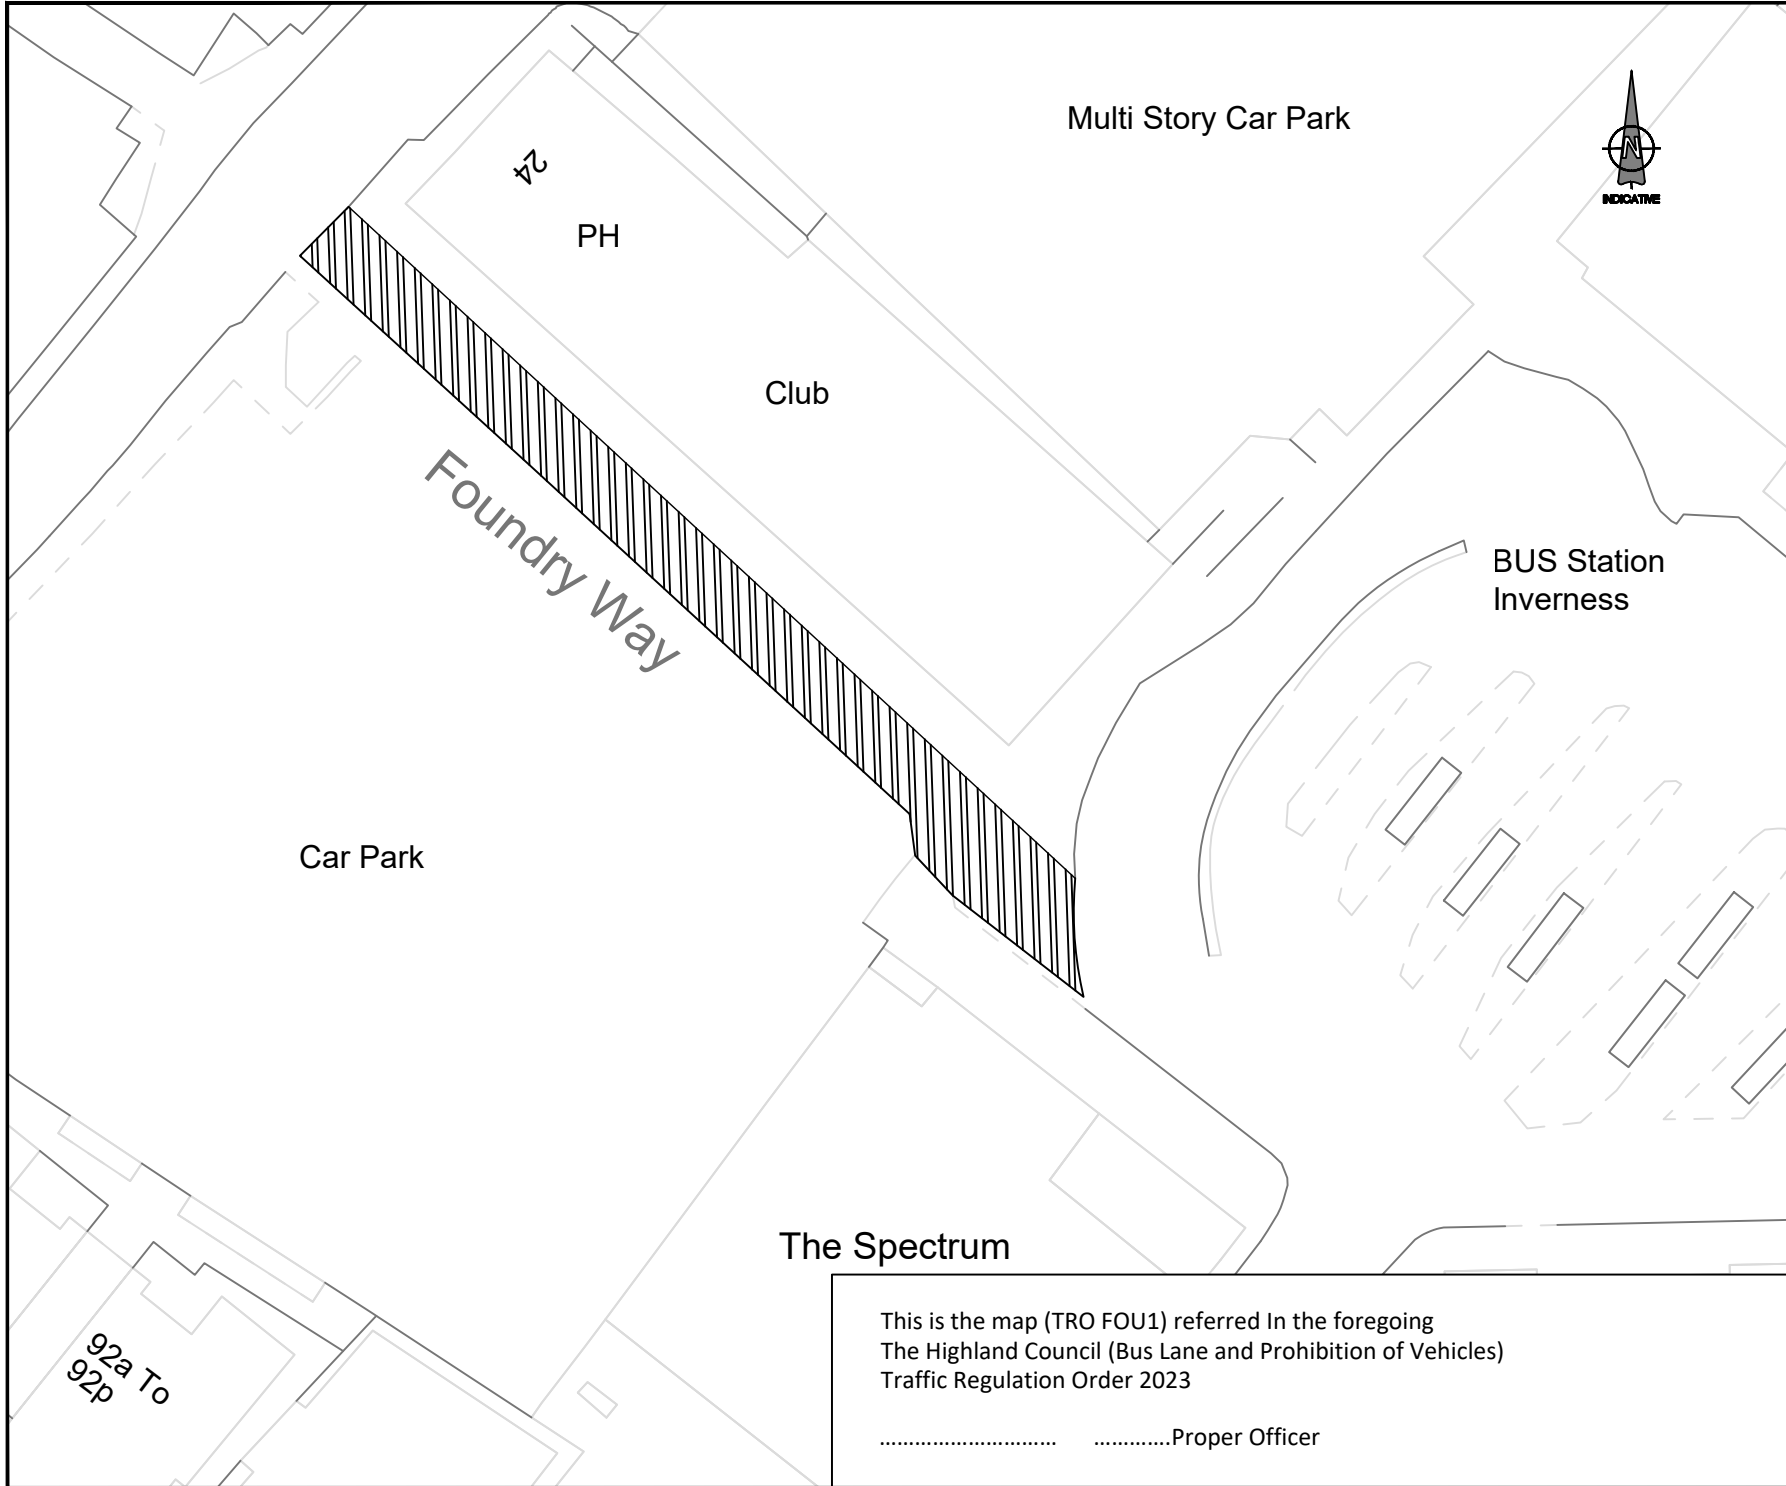 Multi Story Car Park
N
INDICATIVE
24
PH
Club
Foundry Way
BUS Station
Inverness
Car Park
The Spectrum
92a To
92p
This is the map (TRO FOU1) referred In the foregoing
The Highland Council (Bus Lane and Prohibition of Vehicles)
Traffic Regulation Order 2023
.............................. .............Proper Officer